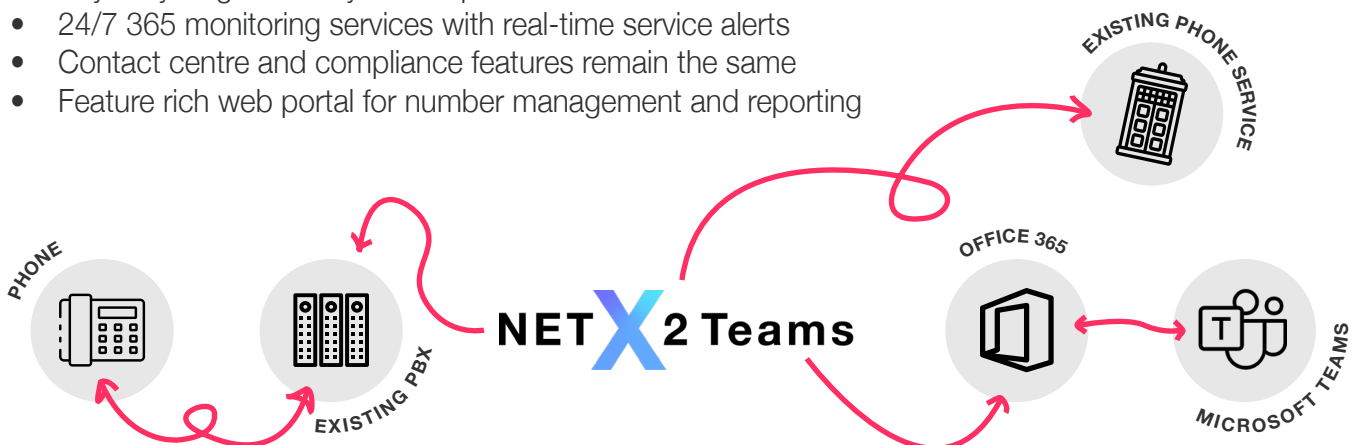 • 24/7 365 monitoring services with real-time service alerts
• Contact centre and compliance features remain the same
• Feature rich web portal for number management and reporting
EXISTING PHONE SERVICE
PHONE
EXISTING PBX
NET X 2 Teams
OFFICE 365
T
MICROSOFT TEAMS